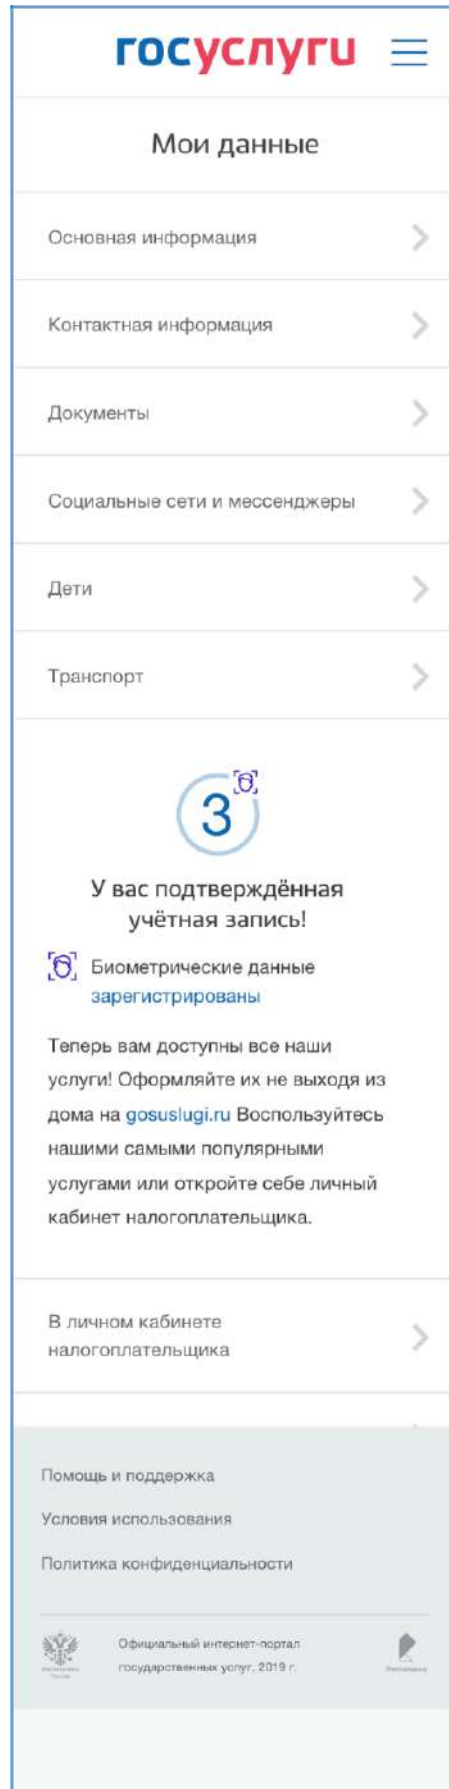 госуслуги
Мои данные
Основная информация
Контактная информация
Документы
Социальные сети и мессенджеры
Дети
Транспорт
3
У вас подтверждённая
учётная запись!
Биометрические данные
зарегистрированы
Теперь вам доступны все наши
услуги! Оформляйте их не выходя из
дома на gosuslugi.ru Воспользуйтесь
нашими самыми популярными
услугами или откройте себе личный
кабинет налогоплательщика.
В личном кабинете
налогоплательщика
Помощь и поддержка
Условия использования
Политика конфиденциальности
Официальный интернет-портал
государственных услуг, 2019 г.